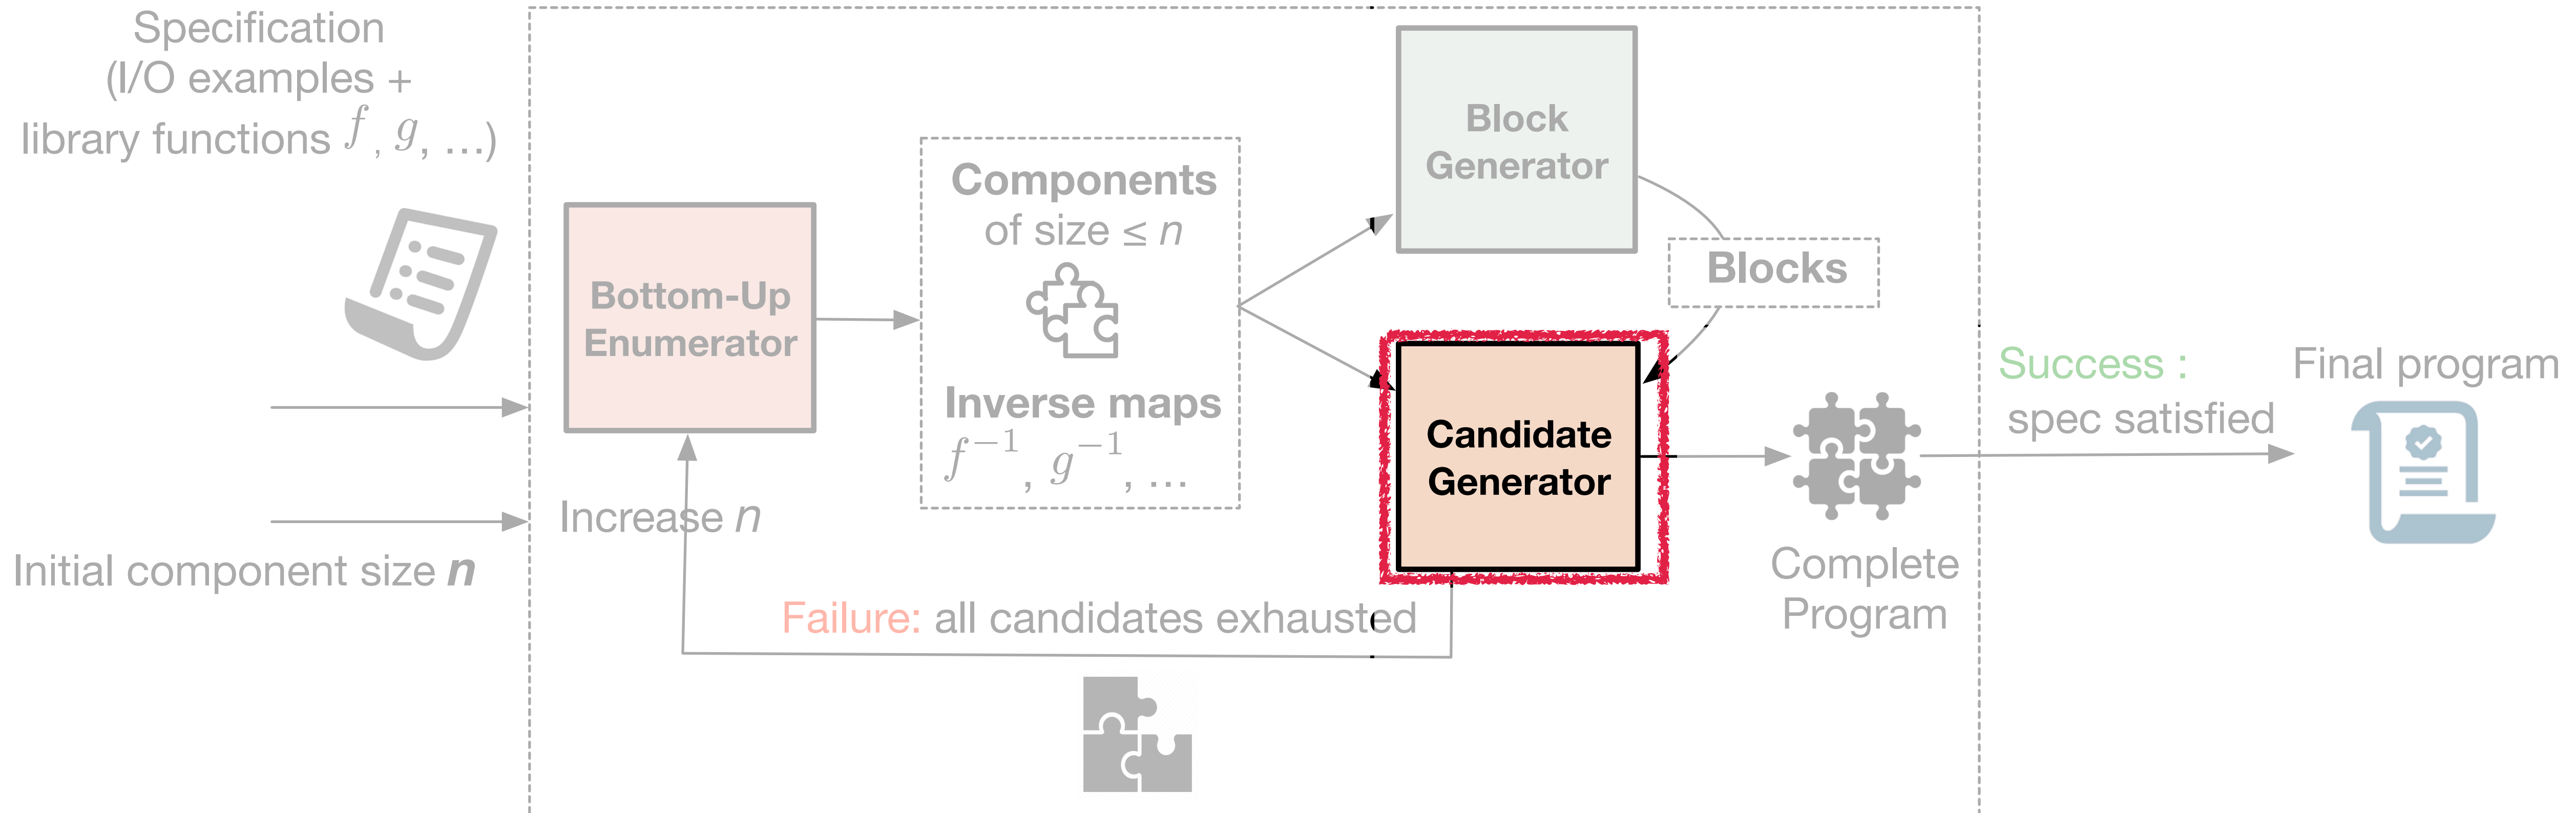 Specification
(I/O examples +
library functions f, g, ...)
Initial component size n
Bottom-Up
Enumerator
Increase n
Components
of size ≤ n
Inverse maps
f⁻¹, g⁻¹, ...
Block
Generator
Blocks
Candidate
Generator
Failure: all candidates exhausted
Complete
Program
Success :
spec satisfied
Final program